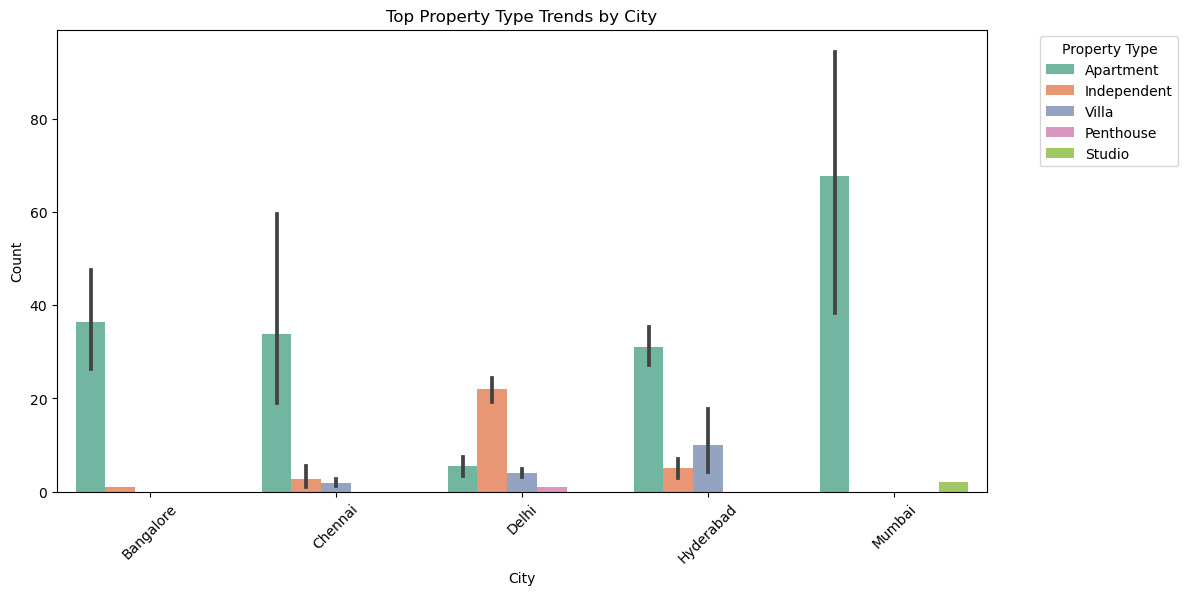 Top Property Type Trends by City
Property Type
Apartment
Independent
Villa
Penthouse
Studio
Count
80
60
40
20
0
Bangalore
Chennai
Delhi
Hyderabad
Mumbai
City